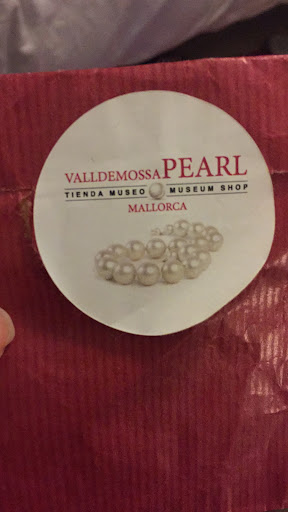 VALLDEMOSSA PEARL
TIENDA MUSEO MUSEUM SHOP
MALLORCA